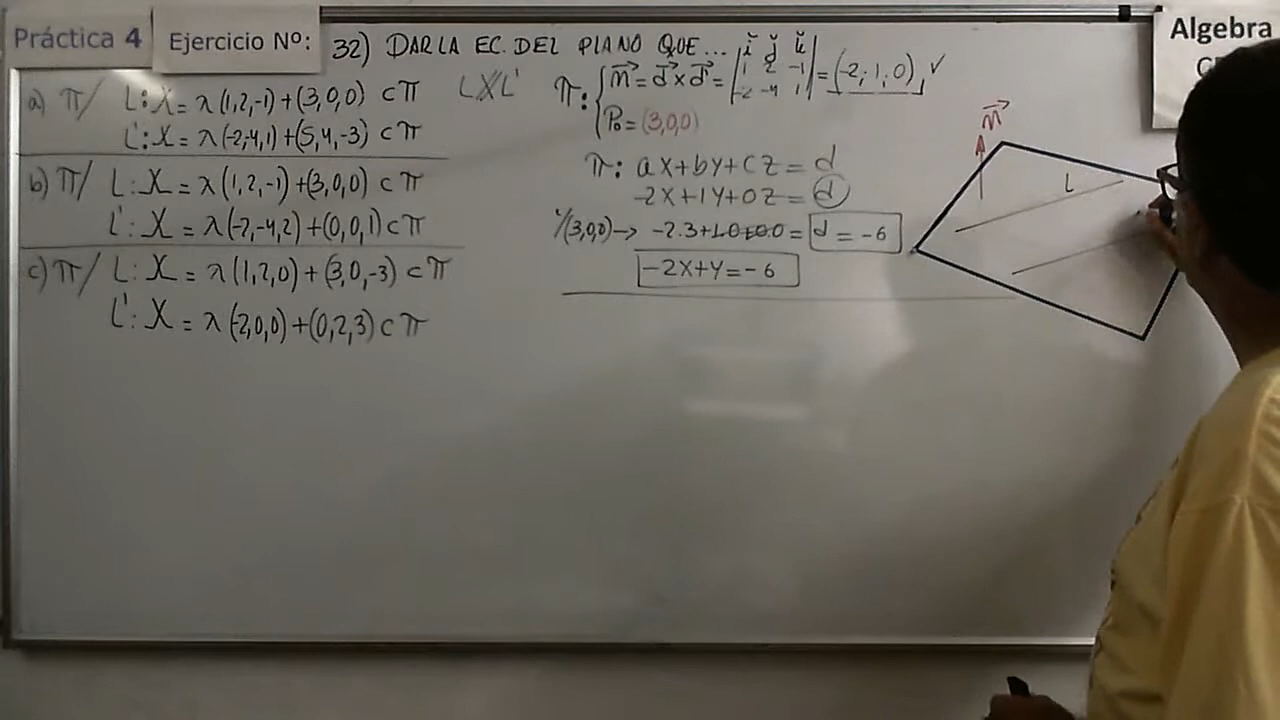 Práctica 4
Ejercicio Nº:
32) DAR LA EC. DEL PLANO QUE...
Algebra
a) π/ L: X = λ(1,2,-1)+(3,0,0) ⊂ π
L': X = λ(-2,-4,1)+(5,4,-3) ⊂ π
b) π/ L: X = λ(1,2,-1)+(3,0,0) ⊂ π
L': X = λ(-2,-4,2)+(0,0,1) ⊂ π
c) π/ L: X = λ(1,2,0)+(3,0,-3) ⊂ π
L': X = λ(-2,0,0)+(0,2,3) ⊂ π
L∦L'
π: { n⃗ = d⃗ x d⃗' = | i j k | 1 2 -1 | -2 -4 1 | = (-2,1,0) ✓
P₀ = (3,0,0)
π: ax+by+cz = d
-2x+1y+0z = d
(3,0,0) → -2.3+1.0+0.0 = d = -6
-2x+y=-6
n⃗
L